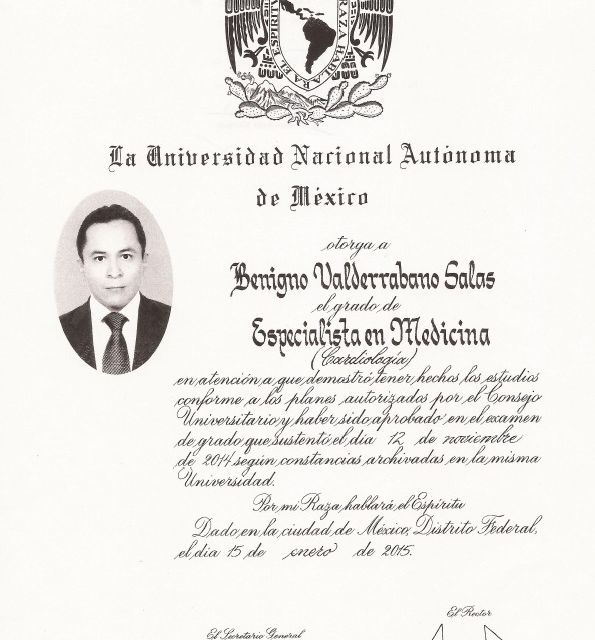 EL ESPIRITU
RAZA HABLARA
La Universidad Nacional Autónoma
de México
otorga a
Benigno Valderrabano Salas
el grado de
Especialista en Medicina
(Cardiología)
en atención a que demostró tener hechos los estudios
conforme a los planes autorizados por el Consejo
Universitario y haber sido aprobado en el examen
de grado que sustentó el día 12 de noviembre
de 2014 según constancias archivadas en la misma
Universidad.
Por mi Raza hablará el Espíritu
Dado en la ciudad de México, Distrito Federal,
el día 15 de enero de 2015.
El Rector
El Secretario General